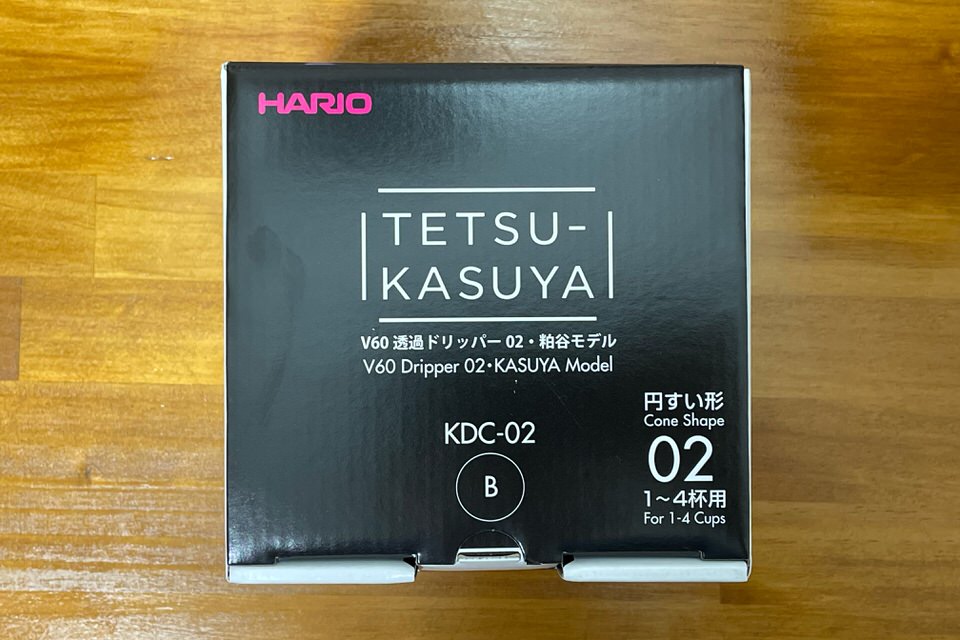 HARIO
TETSU-
KASUYA
V60 透過ドリッパー 02・粕谷モデル
V60 Dripper 02・KASUYA Model
KDC-02
B
円すい形
Cone Shape
02
1〜4杯用
For 1-4 Cups